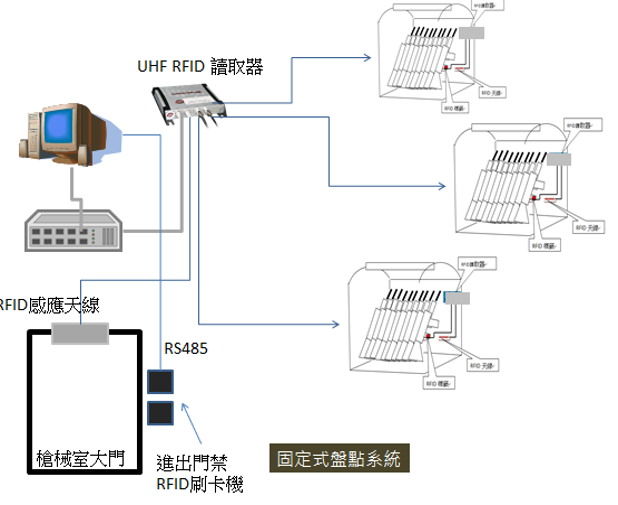 RFID讀取器
UHF RFID 讀取器
RFID 天線
RFID 標籤
RFID讀取器
RFID 天線
RFID 標籤
RFID讀取器
RFID感應天線
RS485
RFID 天線
RFID 標籤
槍械室大門
進出門禁
RFID刷卡機
固定式盤點系統